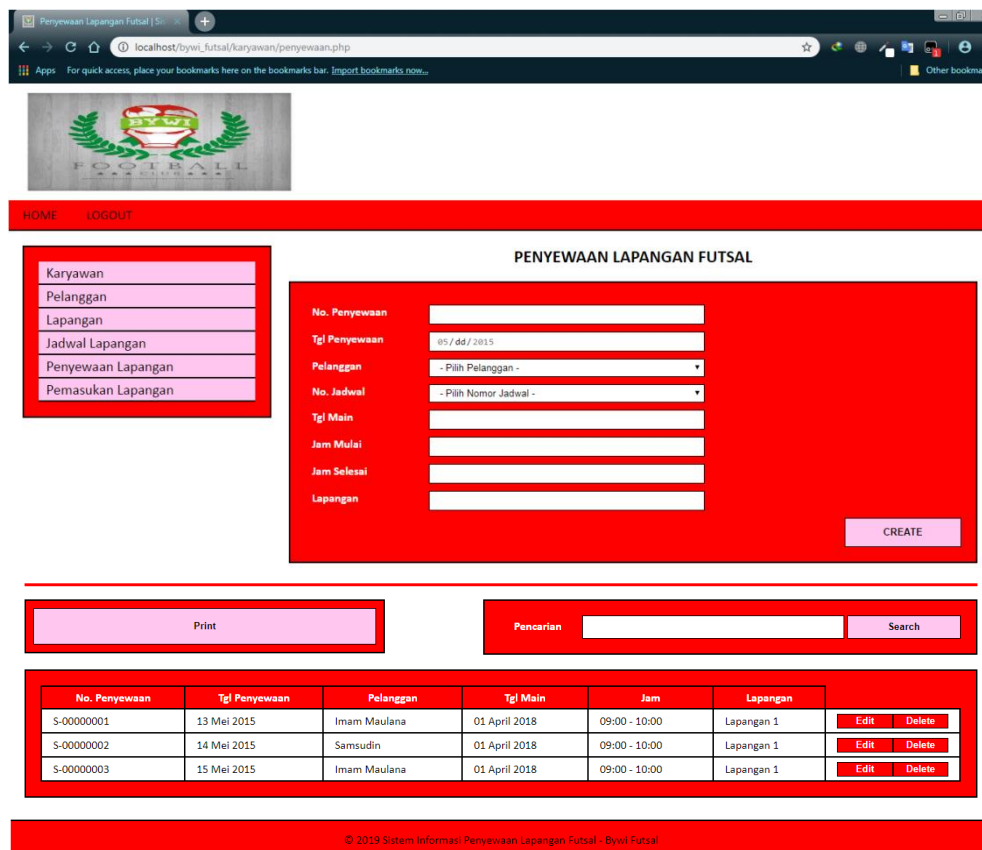 Penyewaan Lapangan Futsal | Si
localhost/bywi_futsal/karyawan/penyewaan.php
Apps For quick access, place your bookmarks here on the bookmarks bar. Import bookmarks now...
Other bookma
BYWI
FOOTBALL
CLUB
HOME LOGOUT
Karyawan
Pelanggan
Lapangan
Jadwal Lapangan
Penyewaan Lapangan
Pemasukan Lapangan
PENYEWAAN LAPANGAN FUTSAL
No. Penyewaan
Tgl Penyewaan 05/dd/2015
Pelanggan - Pilih Pelanggan -
No. Jadwal - Pilih Nomor Jadwal -
Tgl Main
Jam Mulai
Jam Selesai
Lapangan
CREATE
Print
Pencarian Search
No. Penyewaan Tgl Penyewaan Pelanggan Tgl Main Jam Lapangan
S-00000001 13 Mei 2015 Imam Maulana 01 April 2018 09:00 - 10:00 Lapangan 1 Edit Delete
S-00000002 14 Mei 2015 Samsudin 01 April 2018 09:00 - 10:00 Lapangan 1 Edit Delete
S-00000003 15 Mei 2015 Imam Maulana 01 April 2018 09:00 - 10:00 Lapangan 1 Edit Delete
© 2019 Sistem Informasi Penyewaan Lapangan Futsal - Bywi Futsal